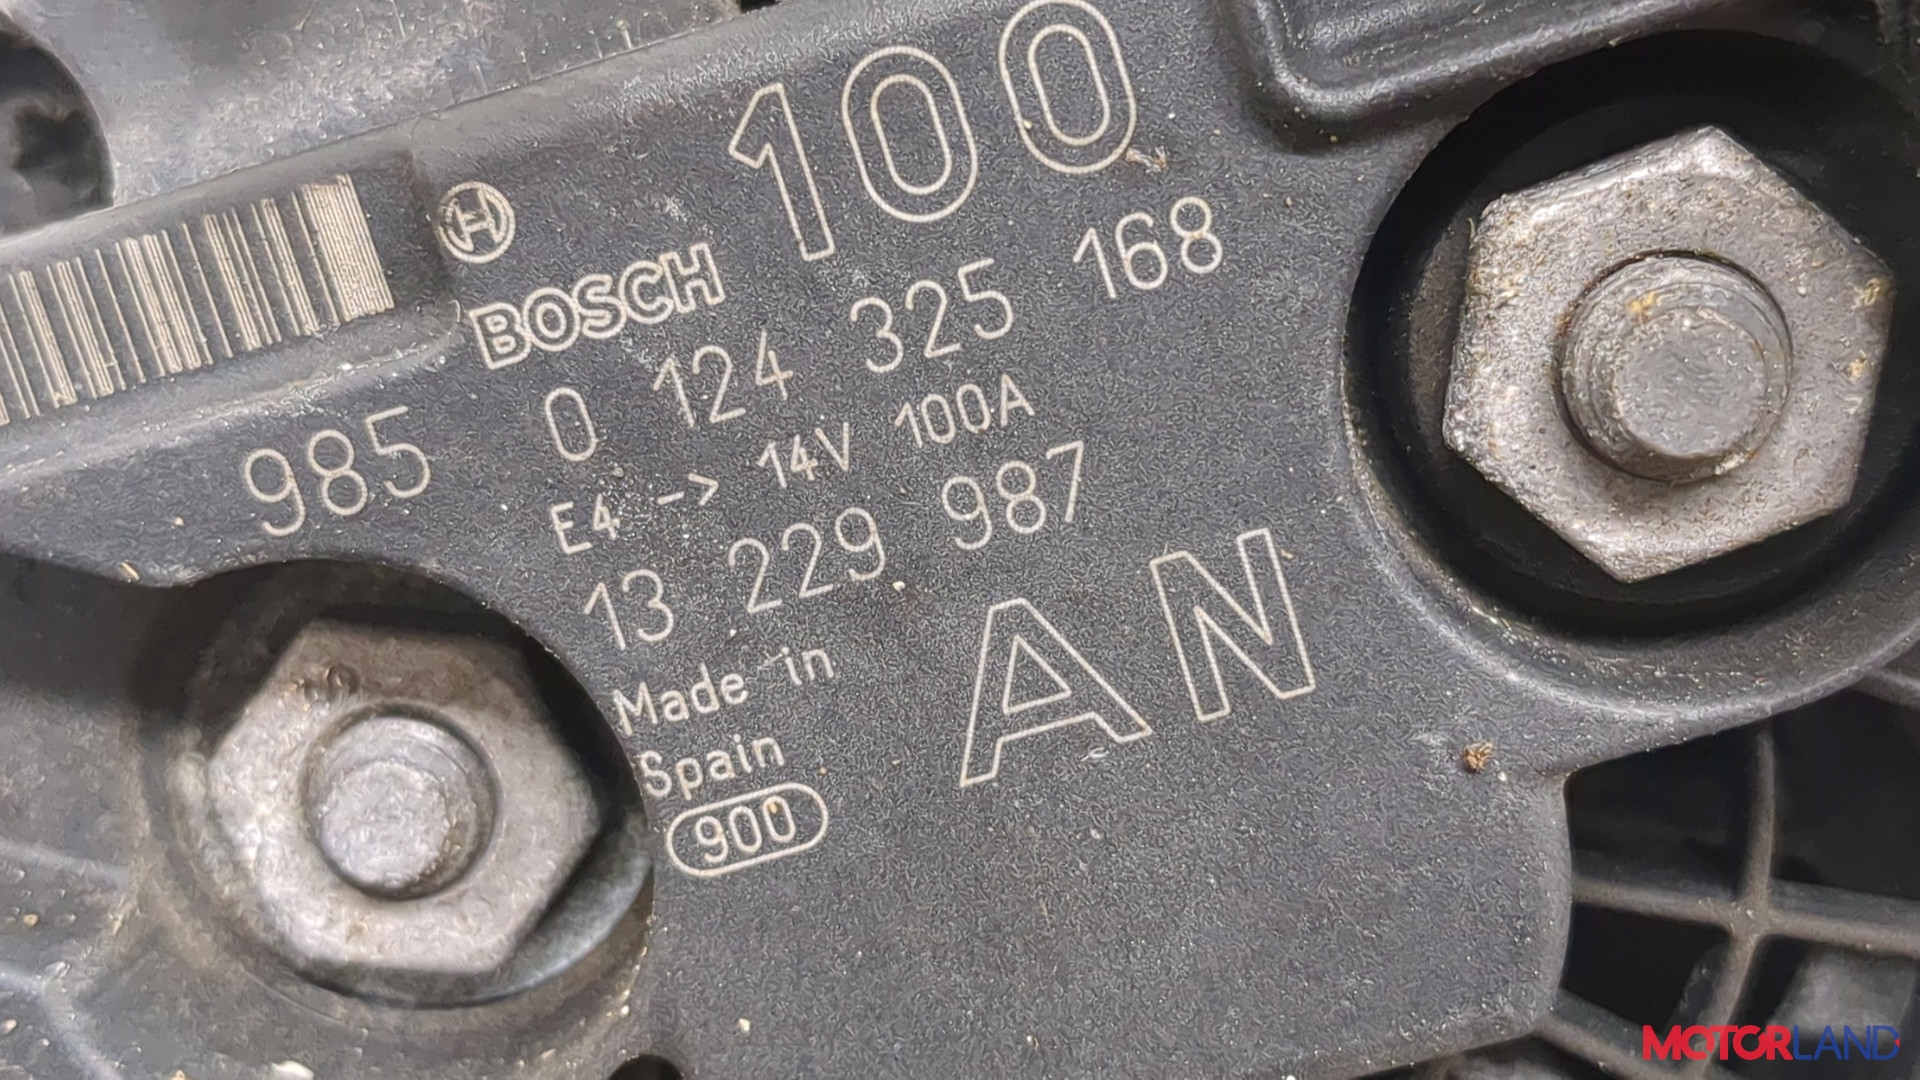 100
H
BOSCH
985 0 124 325 168
E4 -> 14V 100A
13 229 987
Made in
Spain
AN
900
MOTORLAND